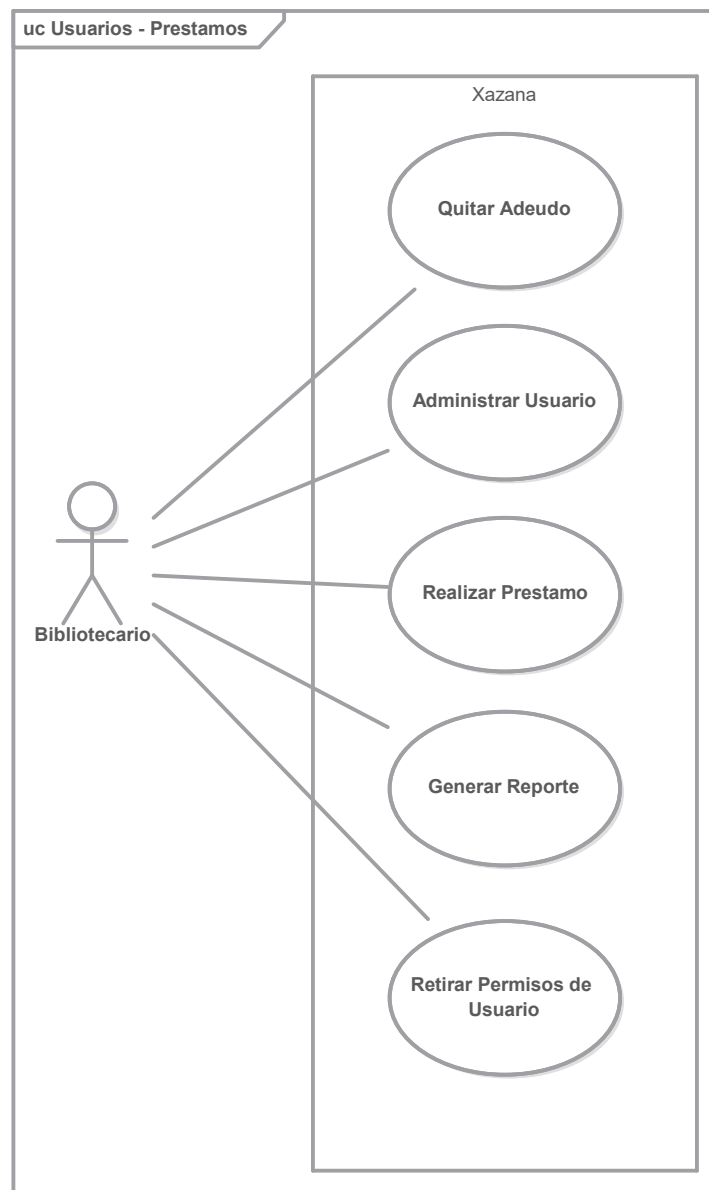 uc Usuarios - Prestamos
Xazana
Quitar Adeudo
Administrar Usuario
Realizar Prestamo
Bibliotecario
Generar Reporte
Retirar Permisos de
Usuario